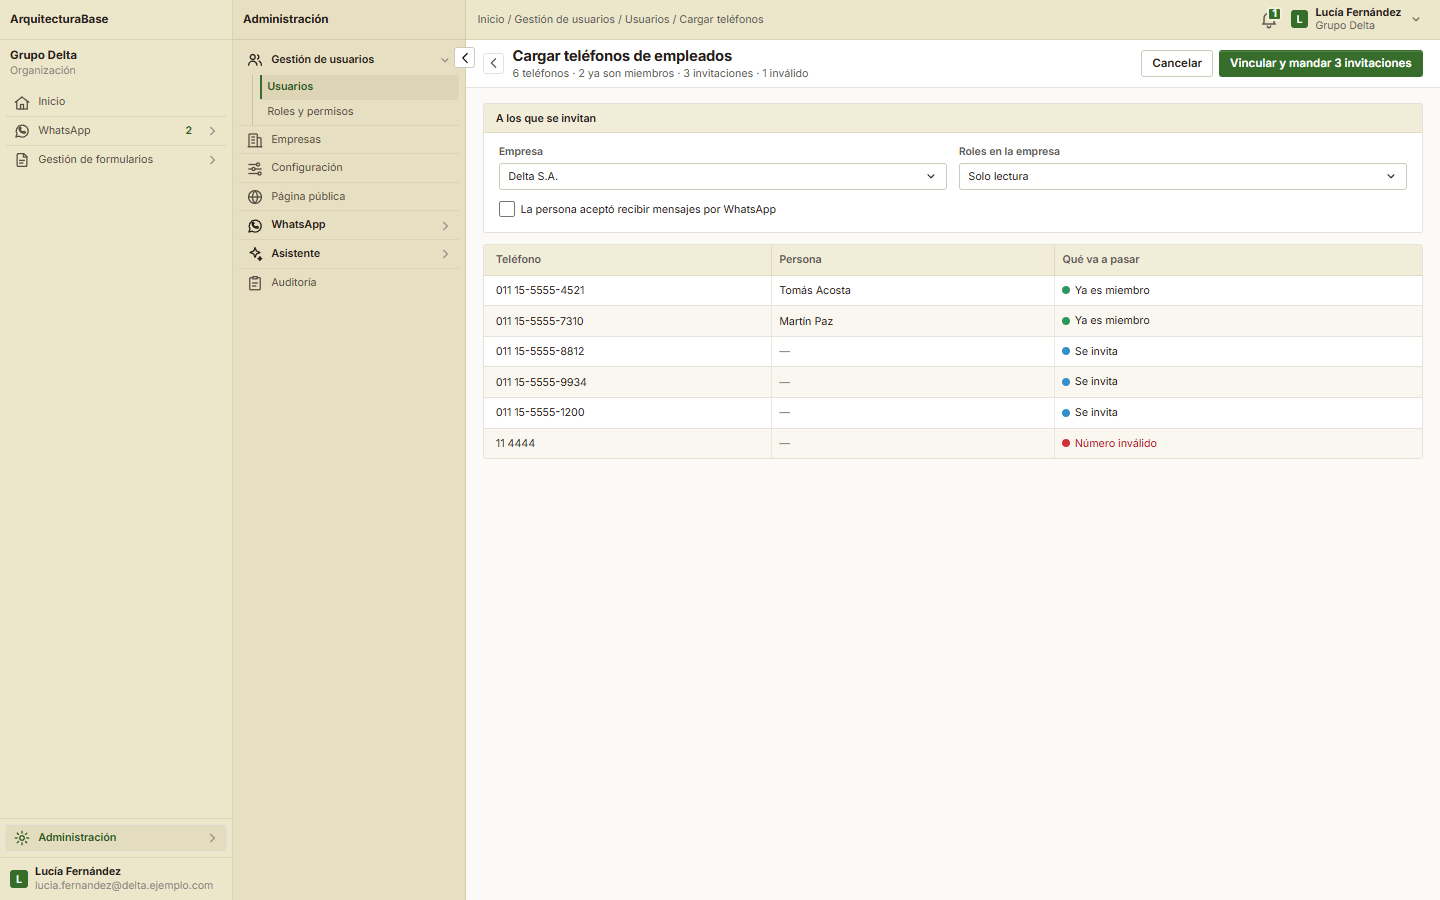 ArquitecturaBase
Grupo Delta
Organización
Inicio
WhatsApp 2
Gestión de formularios
Administración
Lucía Fernández
L
lucia.fernandez@delta.ejemplo.com
Administración
Gestión de usuarios
Usuarios
Roles y permisos
Empresas
Configuración
Página pública
WhatsApp
Asistente
Auditoría
Inicio / Gestión de usuarios / Usuarios / Cargar teléfonos
1
L
Lucía Fernández
Grupo Delta
Cargar teléfonos de empleados
6 teléfonos · 2 ya son miembros · 3 invitaciones · 1 inválido
Cancelar
Vincular y mandar 3 invitaciones
A los que se invitan
Empresa
Delta S.A.
Roles en la empresa
Solo lectura
La persona aceptó recibir mensajes por WhatsApp
Teléfono Persona Qué va a pasar
011 15-5555-4521 Tomás Acosta Ya es miembro
011 15-5555-7310 Martín Paz Ya es miembro
011 15-5555-8812 — Se invita
011 15-5555-9934 — Se invita
011 15-5555-1200 — Se invita
11 4444 — Número inválido